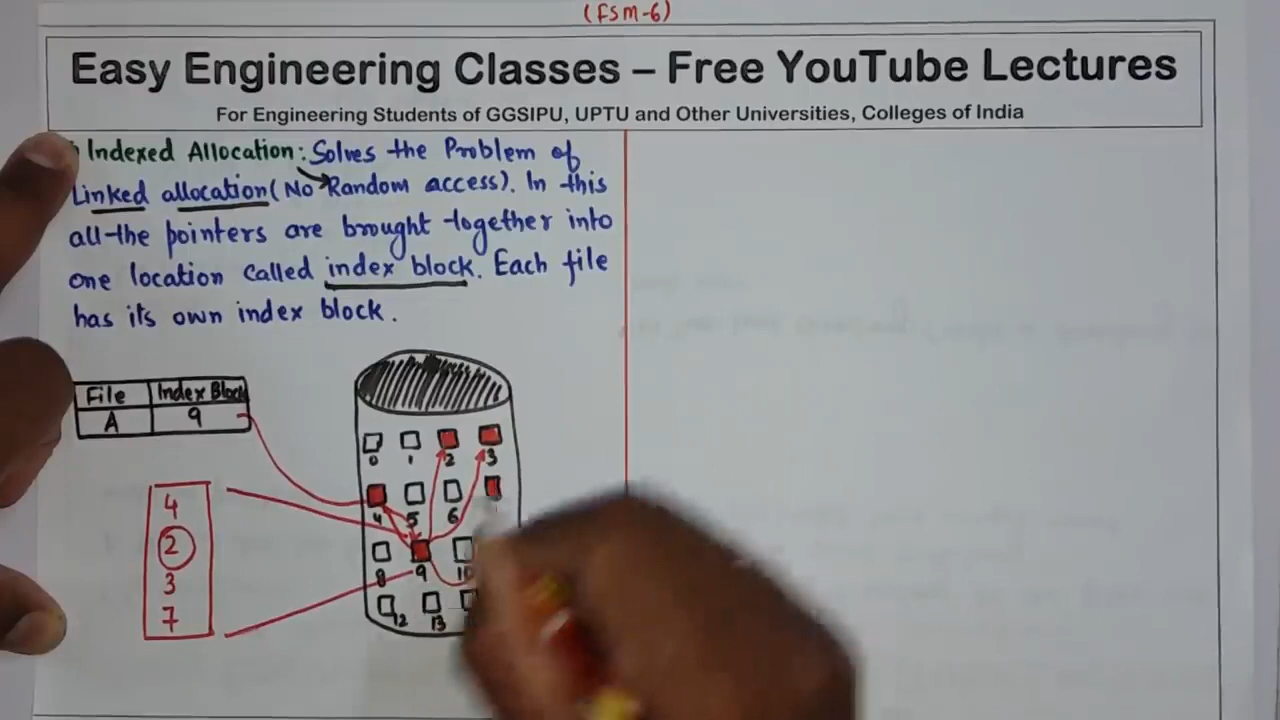 (FSM-6)
Easy Engineering Classes – Free YouTube Lectures
For Engineering Students of GGSIPU, UPTU and Other Universities, Colleges of India
Indexed Allocation: Solves the Problem of
Linked allocation (No Random access). In this
all the pointers are brought together into
one location called index block. Each file
has its own index block.
File Index Block
A 9
0 1 2 3
4 5 6
8 9 10
12 13
4
2
3
7